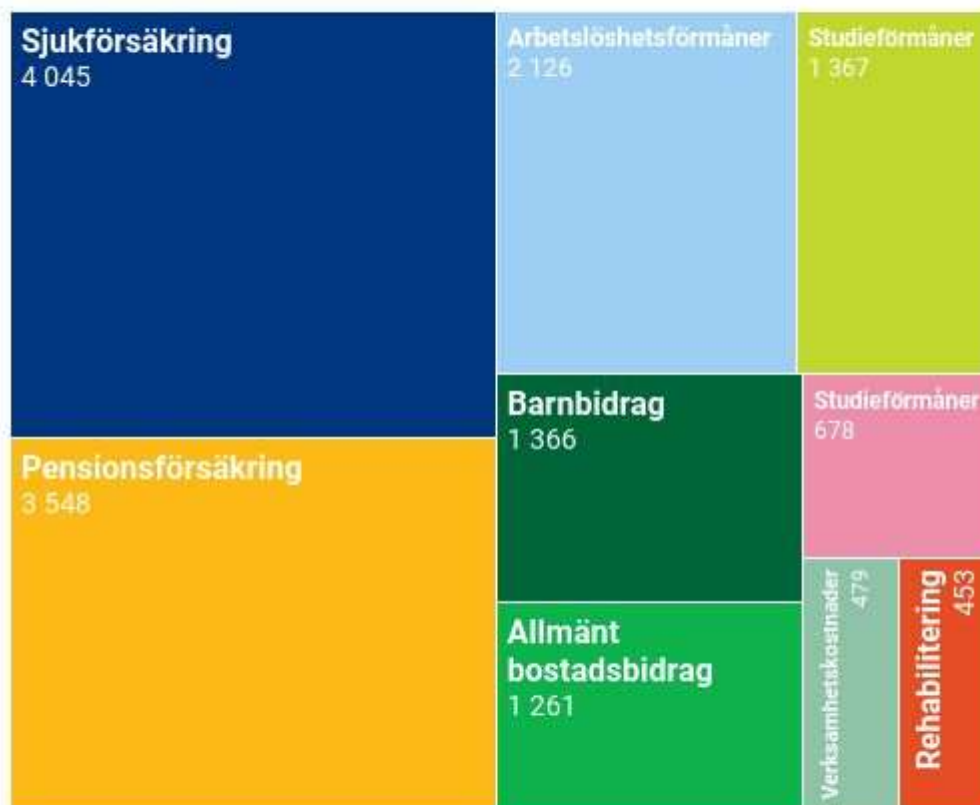 Sjukförsäkring
4 045
Pensionsförsäkring
3 548
Arbetslöshetsförmåner
2 126
Studieförmåner
1 367
Barnbidrag
1 366
Studieförmåner
678
Allmänt
bostadsbidrag
1 261
Verksamhetskostnader
479
Rehabilitering
453